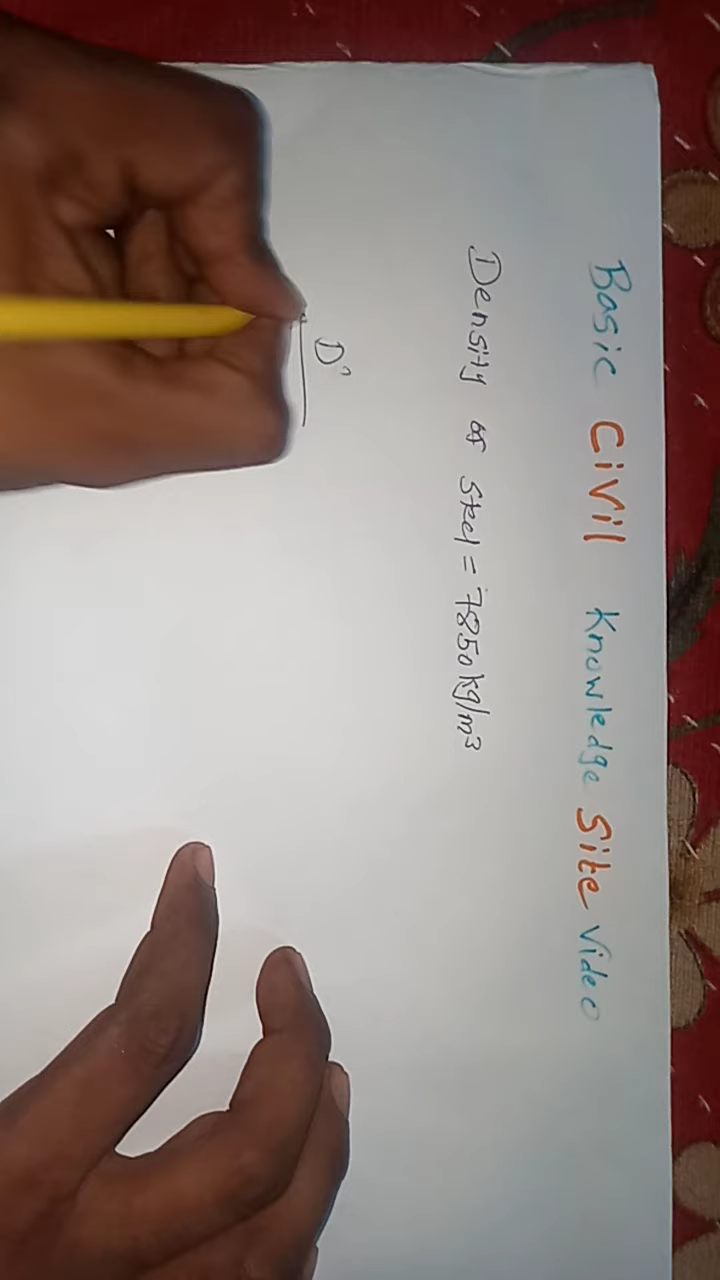 Basic Civil Knowledge Site Video
Density of Steel = 7850 kg/m³
D²